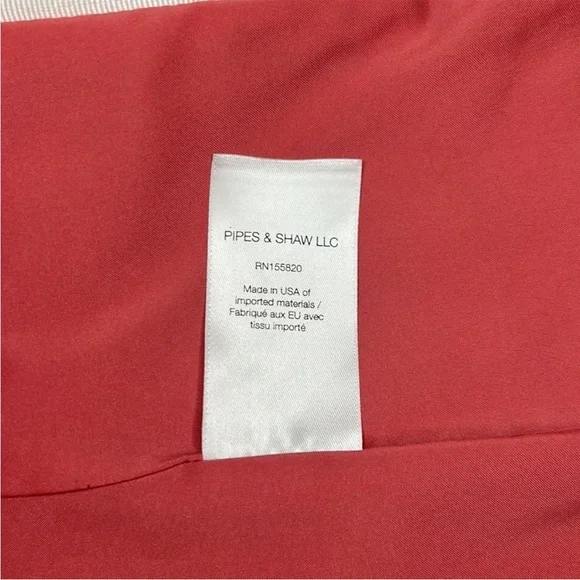 PIPES & SHAW LLC
RN155820
Made in USA of
imported materials /
Fabriqué aux EU avec
tissu importé